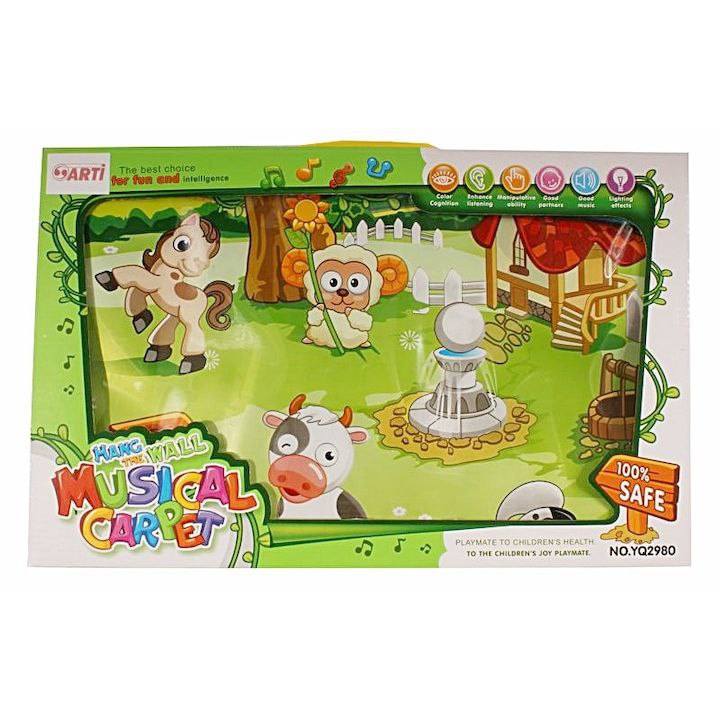 ARTi
The best choice
for fun and intelligence
Color
Cognition
Enhance
listening
Manipulative
ability
Good
partners
Good
music
Lighting
effects
HANG THE WALL
MUSICAL
CARPET
100%
SAFE
PLAYMATE TO CHILDREN'S HEALTH.
TO THE CHILDREN'S JOY PLAYMATE.
NO.YQ2980